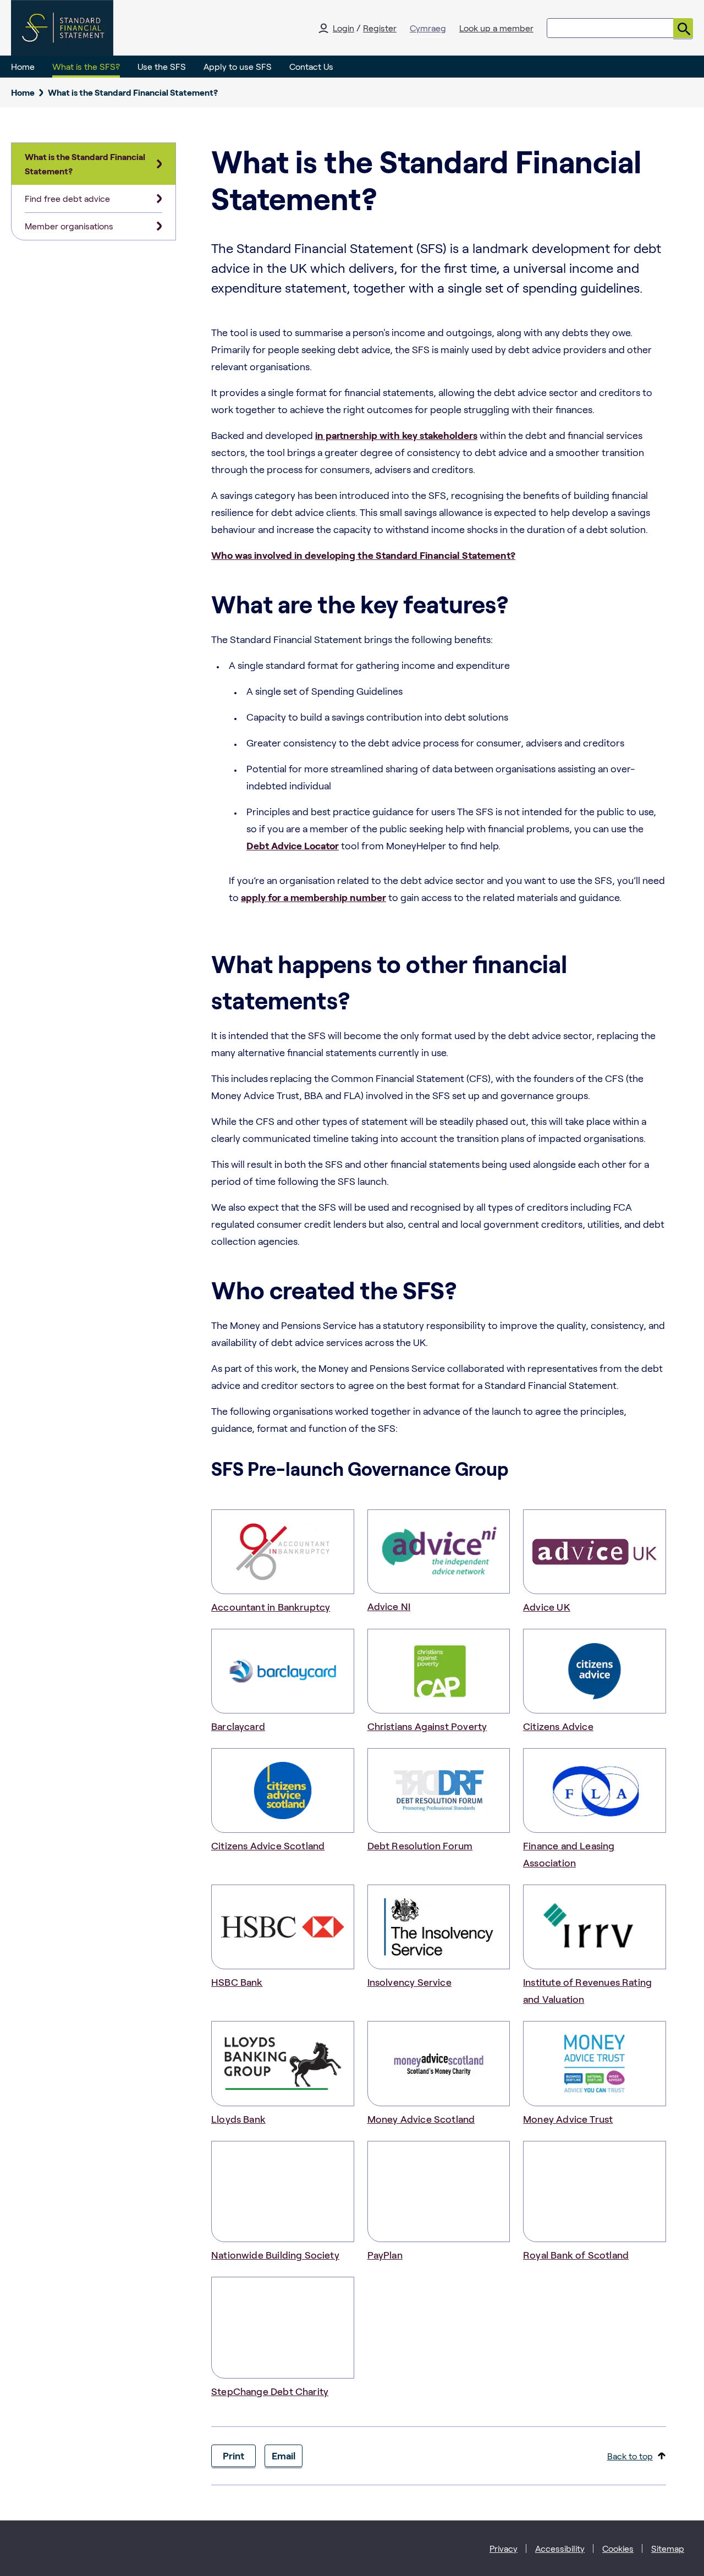 STANDARD
FINANCIAL
STATEMENT
Login / Register
Cymraeg
Look up a member
Home
What is the SFS?
Use the SFS
Apply to use SFS
Contact Us
Home
What is the Standard Financial Statement?
What is the Standard Financial
Statement?
Find free debt advice
Member organisations
What is the Standard Financial
Statement?
The Standard Financial Statement (SFS) is a landmark development for debt
advice in the UK which delivers, for the first time, a universal income and
expenditure statement, together with a single set of spending guidelines.
The tool is used to summarise a person's income and outgoings, along with any debts they owe.
Primarily for people seeking debt advice, the SFS is mainly used by debt advice providers and other
relevant organisations.
It provides a single format for financial statements, allowing the debt advice sector and creditors to
work together to achieve the right outcomes for people struggling with their finances.
Backed and developed in partnership with key stakeholders within the debt and financial services
sectors, the tool brings a greater degree of consistency to debt advice and a smoother transition
through the process for consumers, advisers and creditors.
A savings category has been introduced into the SFS, recognising the benefits of building financial
resilience for debt advice clients. This small savings allowance is expected to help develop a savings
behaviour and increase the capacity to withstand income shocks in the duration of a debt solution.
Who was involved in developing the Standard Financial Statement?
What are the key features?
The Standard Financial Statement brings the following benefits:
• A single standard format for gathering income and expenditure
• A single set of Spending Guidelines
• Capacity to build a savings contribution into debt solutions
• Greater consistency to the debt advice process for consumer, advisers and creditors
• Potential for more streamlined sharing of data between organisations assisting an over-
indebted individual
• Principles and best practice guidance for users The SFS is not intended for the public to use,
so if you are a member of the public seeking help with financial problems, you can use the
Debt Advice Locator tool from MoneyHelper to find help.
If you’re an organisation related to the debt advice sector and you want to use the SFS, you’ll need
to apply for a membership number to gain access to the related materials and guidance.
What happens to other financial
statements?
It is intended that the SFS will become the only format used by the debt advice sector, replacing the
many alternative financial statements currently in use.
This includes replacing the Common Financial Statement (CFS), with the founders of the CFS (the
Money Advice Trust, BBA and FLA) involved in the SFS set up and governance groups.
While the CFS and other types of statement will be steadily phased out, this will take place within a
clearly communicated timeline taking into account the transition plans of impacted organisations.
This will result in both the SFS and other financial statements being used alongside each other for a
period of time following the SFS launch.
We also expect that the SFS will be used and recognised by all types of creditors including FCA
regulated consumer credit lenders but also, central and local government creditors, utilities, and debt
collection agencies.
Who created the SFS?
The Money and Pensions Service has a statutory responsibility to improve the quality, consistency, and
availability of debt advice services across the UK.
As part of this work, the Money and Pensions Service collaborated with representatives from the debt
advice and creditor sectors to agree on the best format for a Standard Financial Statement.
The following organisations worked together in advance of the launch to agree the principles,
guidance, format and function of the SFS:
SFS Pre-launch Governance Group
ACCOUNTANT
IN BANKRUPTCY
advice ni
the independent
advice network
advice UK
Accountant in Bankruptcy
Advice NI
Advice UK
barclaycard
christians
against
poverty
CAP
citizens
advice
Barclaycard
Christians Against Poverty
Citizens Advice
citizens
advice
scotland
DRF
DEBT RESOLUTION FORUM
Promoting Professional Standards
F L A
Citizens Advice Scotland
Debt Resolution Forum
Finance and Leasing
Association
HSBC
The Insolvency
Service
irrv
HSBC Bank
Insolvency Service
Institute of Revenues Rating
and Valuation
LLOYDS
BANKING
GROUP
moneyadvicescotland
Scotland's Money Charity
MONEY
ADVICE TRUST
ADVICE YOU CAN TRUST
Lloyds Bank
Money Advice Scotland
Money Advice Trust
Nationwide Building Society
PayPlan
Royal Bank of Scotland
StepChange Debt Charity
Print
Email
Back to top
Privacy
Accessibility
Cookies
Sitemap